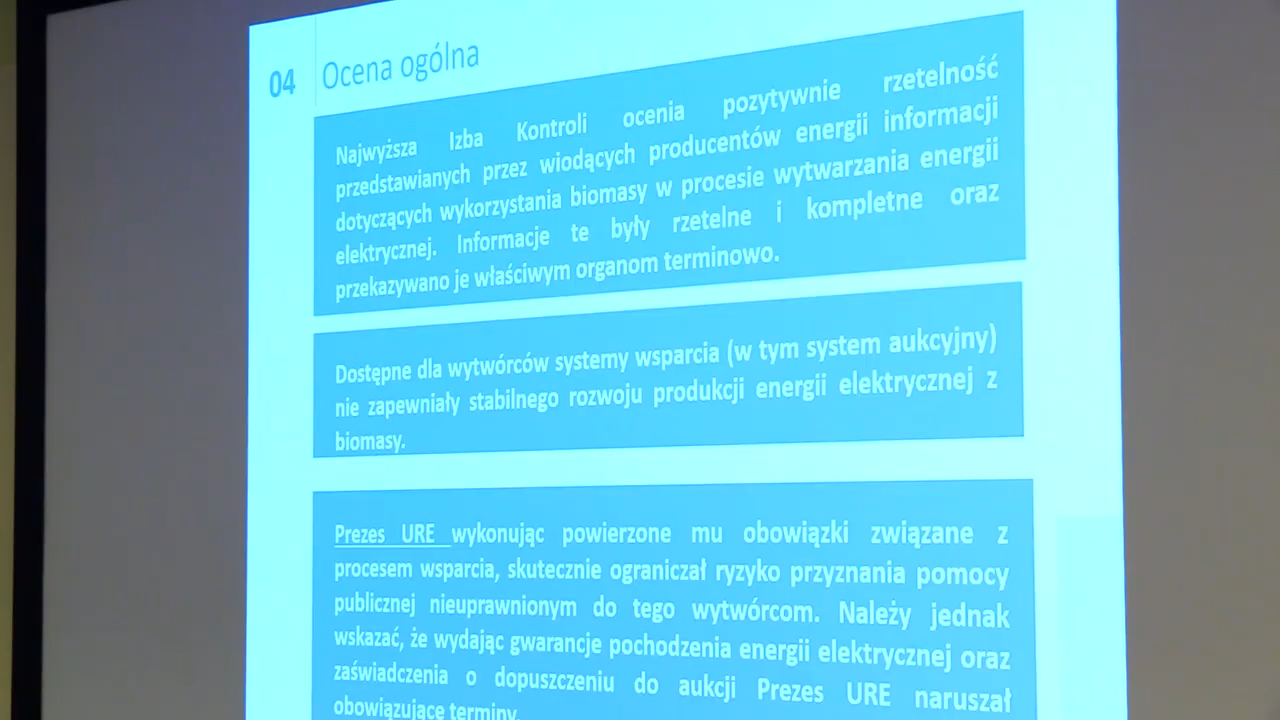 04 Ocena ogólna
Najwyższa Izba Kontroli ocenia pozytywnie rzetelność
przedstawianych przez wiodących producentów energii informacji
dotyczących wykorzystania biomasy w procesie wytwarzania energii
elektrycznej. Informacje te były rzetelne i kompletne oraz
przekazywano je właściwym organom terminowo.
Dostępne dla wytwórców systemy wsparcia (w tym system aukcyjny)
nie zapewniały stabilnego rozwoju produkcji energii elektrycznej z
biomasy.
Prezes URE wykonując powierzone mu obowiązki związane z
procesem wsparcia, skutecznie ograniczał ryzyko przyznania pomocy
publicznej nieuprawnionym do tego wytwórcom. Należy jednak
wskazać, że wydając gwarancje pochodzenia energii elektrycznej oraz
zaświadczenia o dopuszczeniu do aukcji Prezes URE naruszał
obowiązujące terminy.